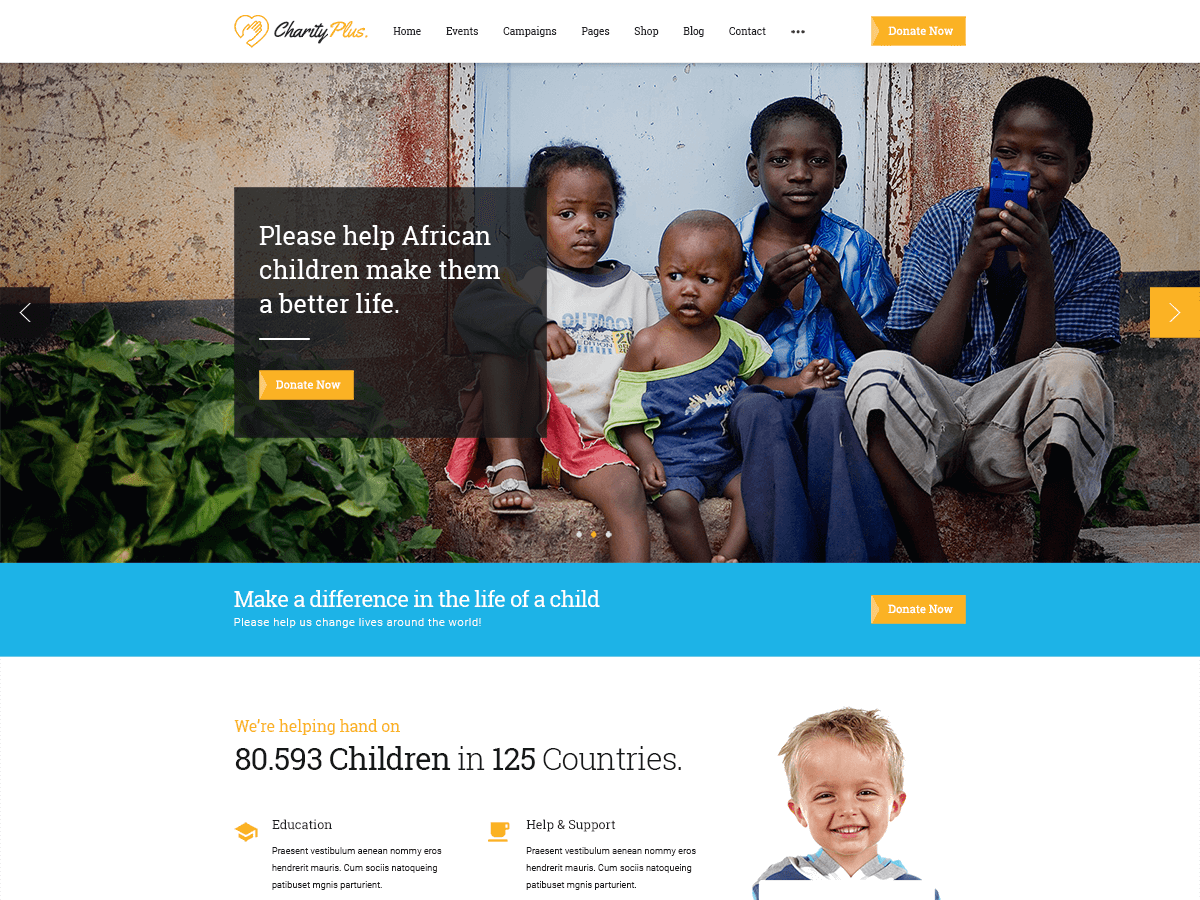 Charity Plus.
Home
Events
Campaigns
Pages
Shop
Blog
Contact
Donate Now
Please help African
children make them
a better life.
Donate Now
Make a difference in the life of a child
Please help us change lives around the world!
Donate Now
We're helping hand on
80.593 Children in 125 Countries.
Education
Praesent vestibulum aenean nommy eros
hendrerit mauris. Cum sociis natoqueing
patibuset mgnis parturient.
Help & Support
Praesent vestibulum aenean nommy eros
hendrerit mauris. Cum sociis natoqueing
patibuset mgnis parturient.